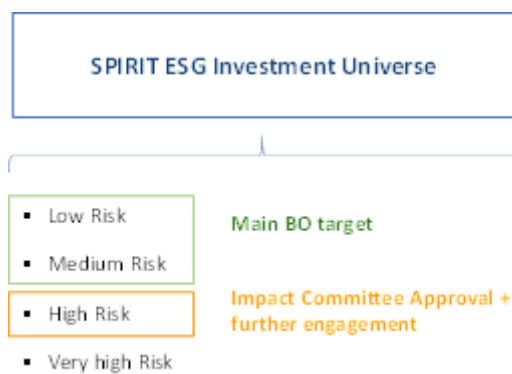 SPIRIT ESG Investment Universe
▪ Low Risk
Main BO target
▪ Medium Risk
Impact Committee Approval +
▪ High Risk
further engagement
▪ Very high Risk